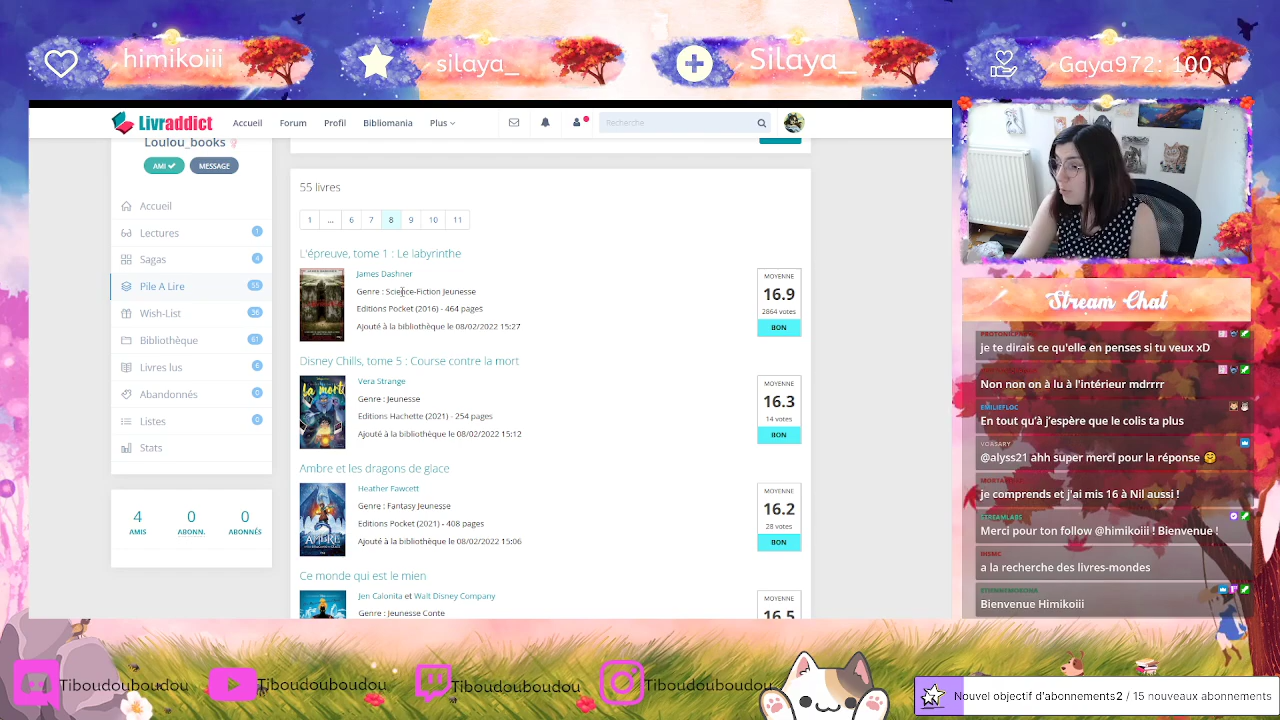 himikoiii
silaya_
Silaya_
Gaya972: 100
Livraddict
Accueil
Forum
Profil
Bibliomania
Plus
Recherche
Loulou_books
AMI
MESSAGE
Accueil
Lectures 1
Sagas 4
Pile A Lire 55
Wish-List 36
Bibliothèque 61
Livres lus 6
Abandonnés 0
Listes 0
Stats
4
AMIS
0
ABONN.
0
ABONNÉS
55 livres
1 ... 6 7 8 9 10 11
L'épreuve, tome 1 : Le labyrinthe
James Dashner
Genre : Science-Fiction Jeunesse
Editions Pocket (2016) - 464 pages
Ajouté à la bibliothèque le 08/02/2022 15:27
MOYENNE
16.9
2864 votes
BON
Disney Chills, tome 5 : Course contre la mort
Vera Strange
Genre : Jeunesse
Editions Hachette (2021) - 254 pages
Ajouté à la bibliothèque le 08/02/2022 15:12
MOYENNE
16.3
14 votes
BON
Ambre et les dragons de glace
Heather Fawcett
Genre : Fantasy Jeunesse
Editions Pocket (2021) - 408 pages
Ajouté à la bibliothèque le 08/02/2022 15:06
MOYENNE
16.2
28 votes
BON
Ce monde qui est le mien
Jen Calonita et Walt Disney Company
Genre : Jeunesse Conte
MOYENNE
16.5
Stream Chat
je te dirais ce qu'elle en penses si tu veux xD
Non non on à lu à l'intérieur mdrrrr
EMILIEFLOC
En tout qu'à j'espère que le colis ta plus
VOASARY
@alyss21 ahh super merci pour la réponse
je comprends et j'ai mis 16 à Nil aussi !
STREAMLABS
Merci pour ton follow @himikoiii ! Bienvenue !
IHSMC
a la recherche des livres-mondes
Bienvenue Himikoiii
Tiboudouboudou
Tiboudouboudou
Tiboudouboudou
Tiboudouboudou
Nouvel objectif d'abonnements
2 / 15 nouveaux abonnements